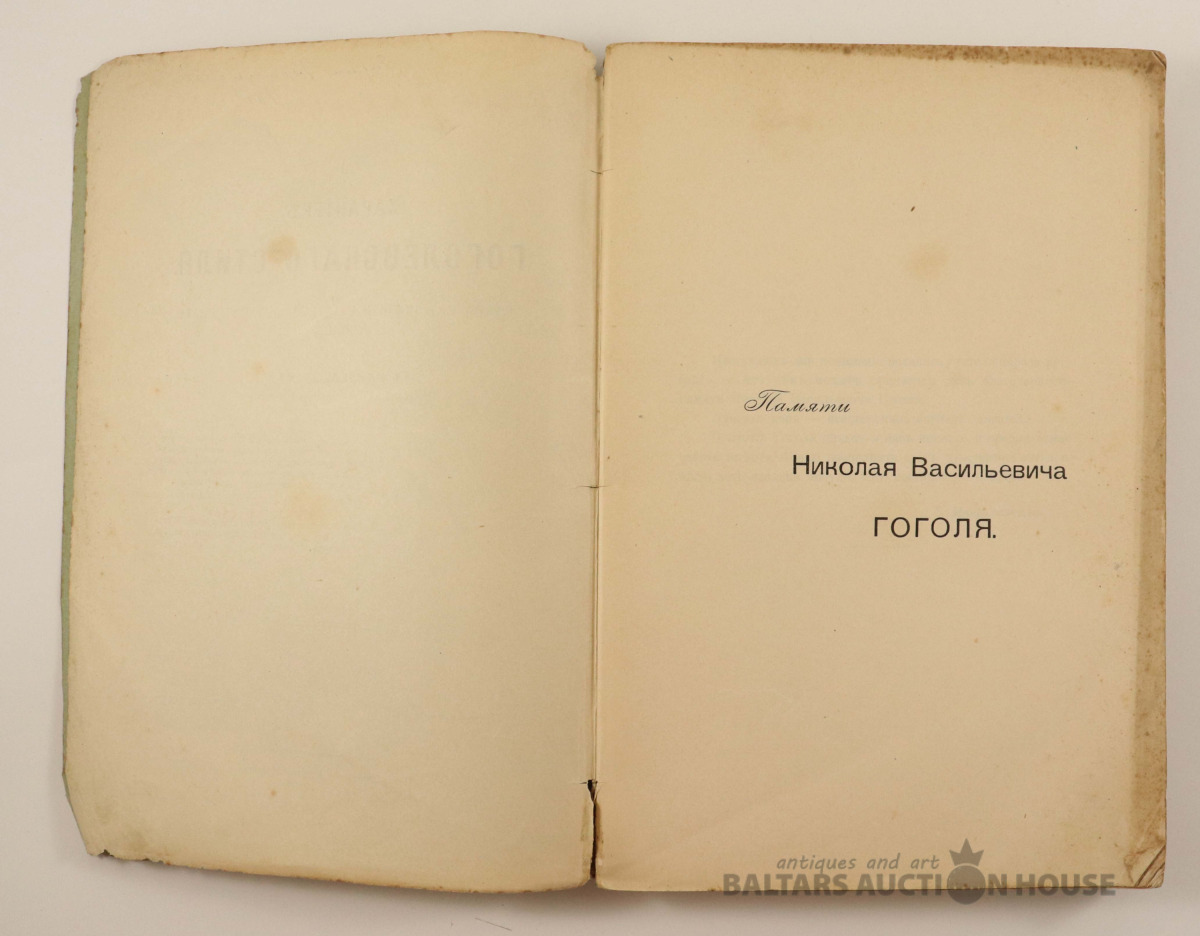 Памяти
Николая Васильевича
ГОГОЛЯ.
antiques and art
BALTARS AUCTION HOUSE